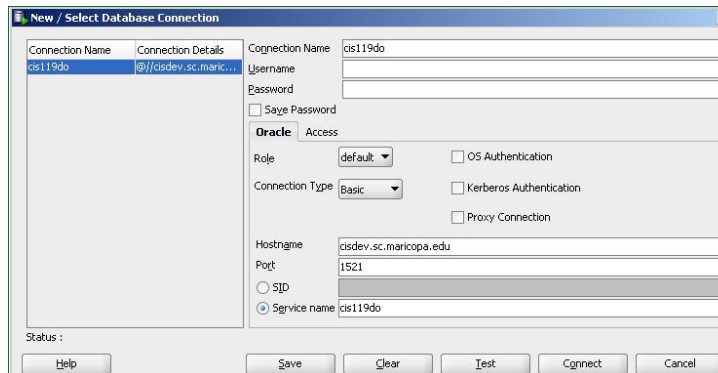 New / Select Database Connection
Connection Name Connection Details
cis119do @//cisdev.sc.maric...
Connection Name cis119do
Username
Password
Save Password
Oracle Access
Role default OS Authentication
Connection Type Basic Kerberos Authentication
Proxy Connection
Hostname cisdev.sc.maricopa.edu
Port 1521
SID
Service name cis119do
Status :
Help Save Clear Test Connect Cancel